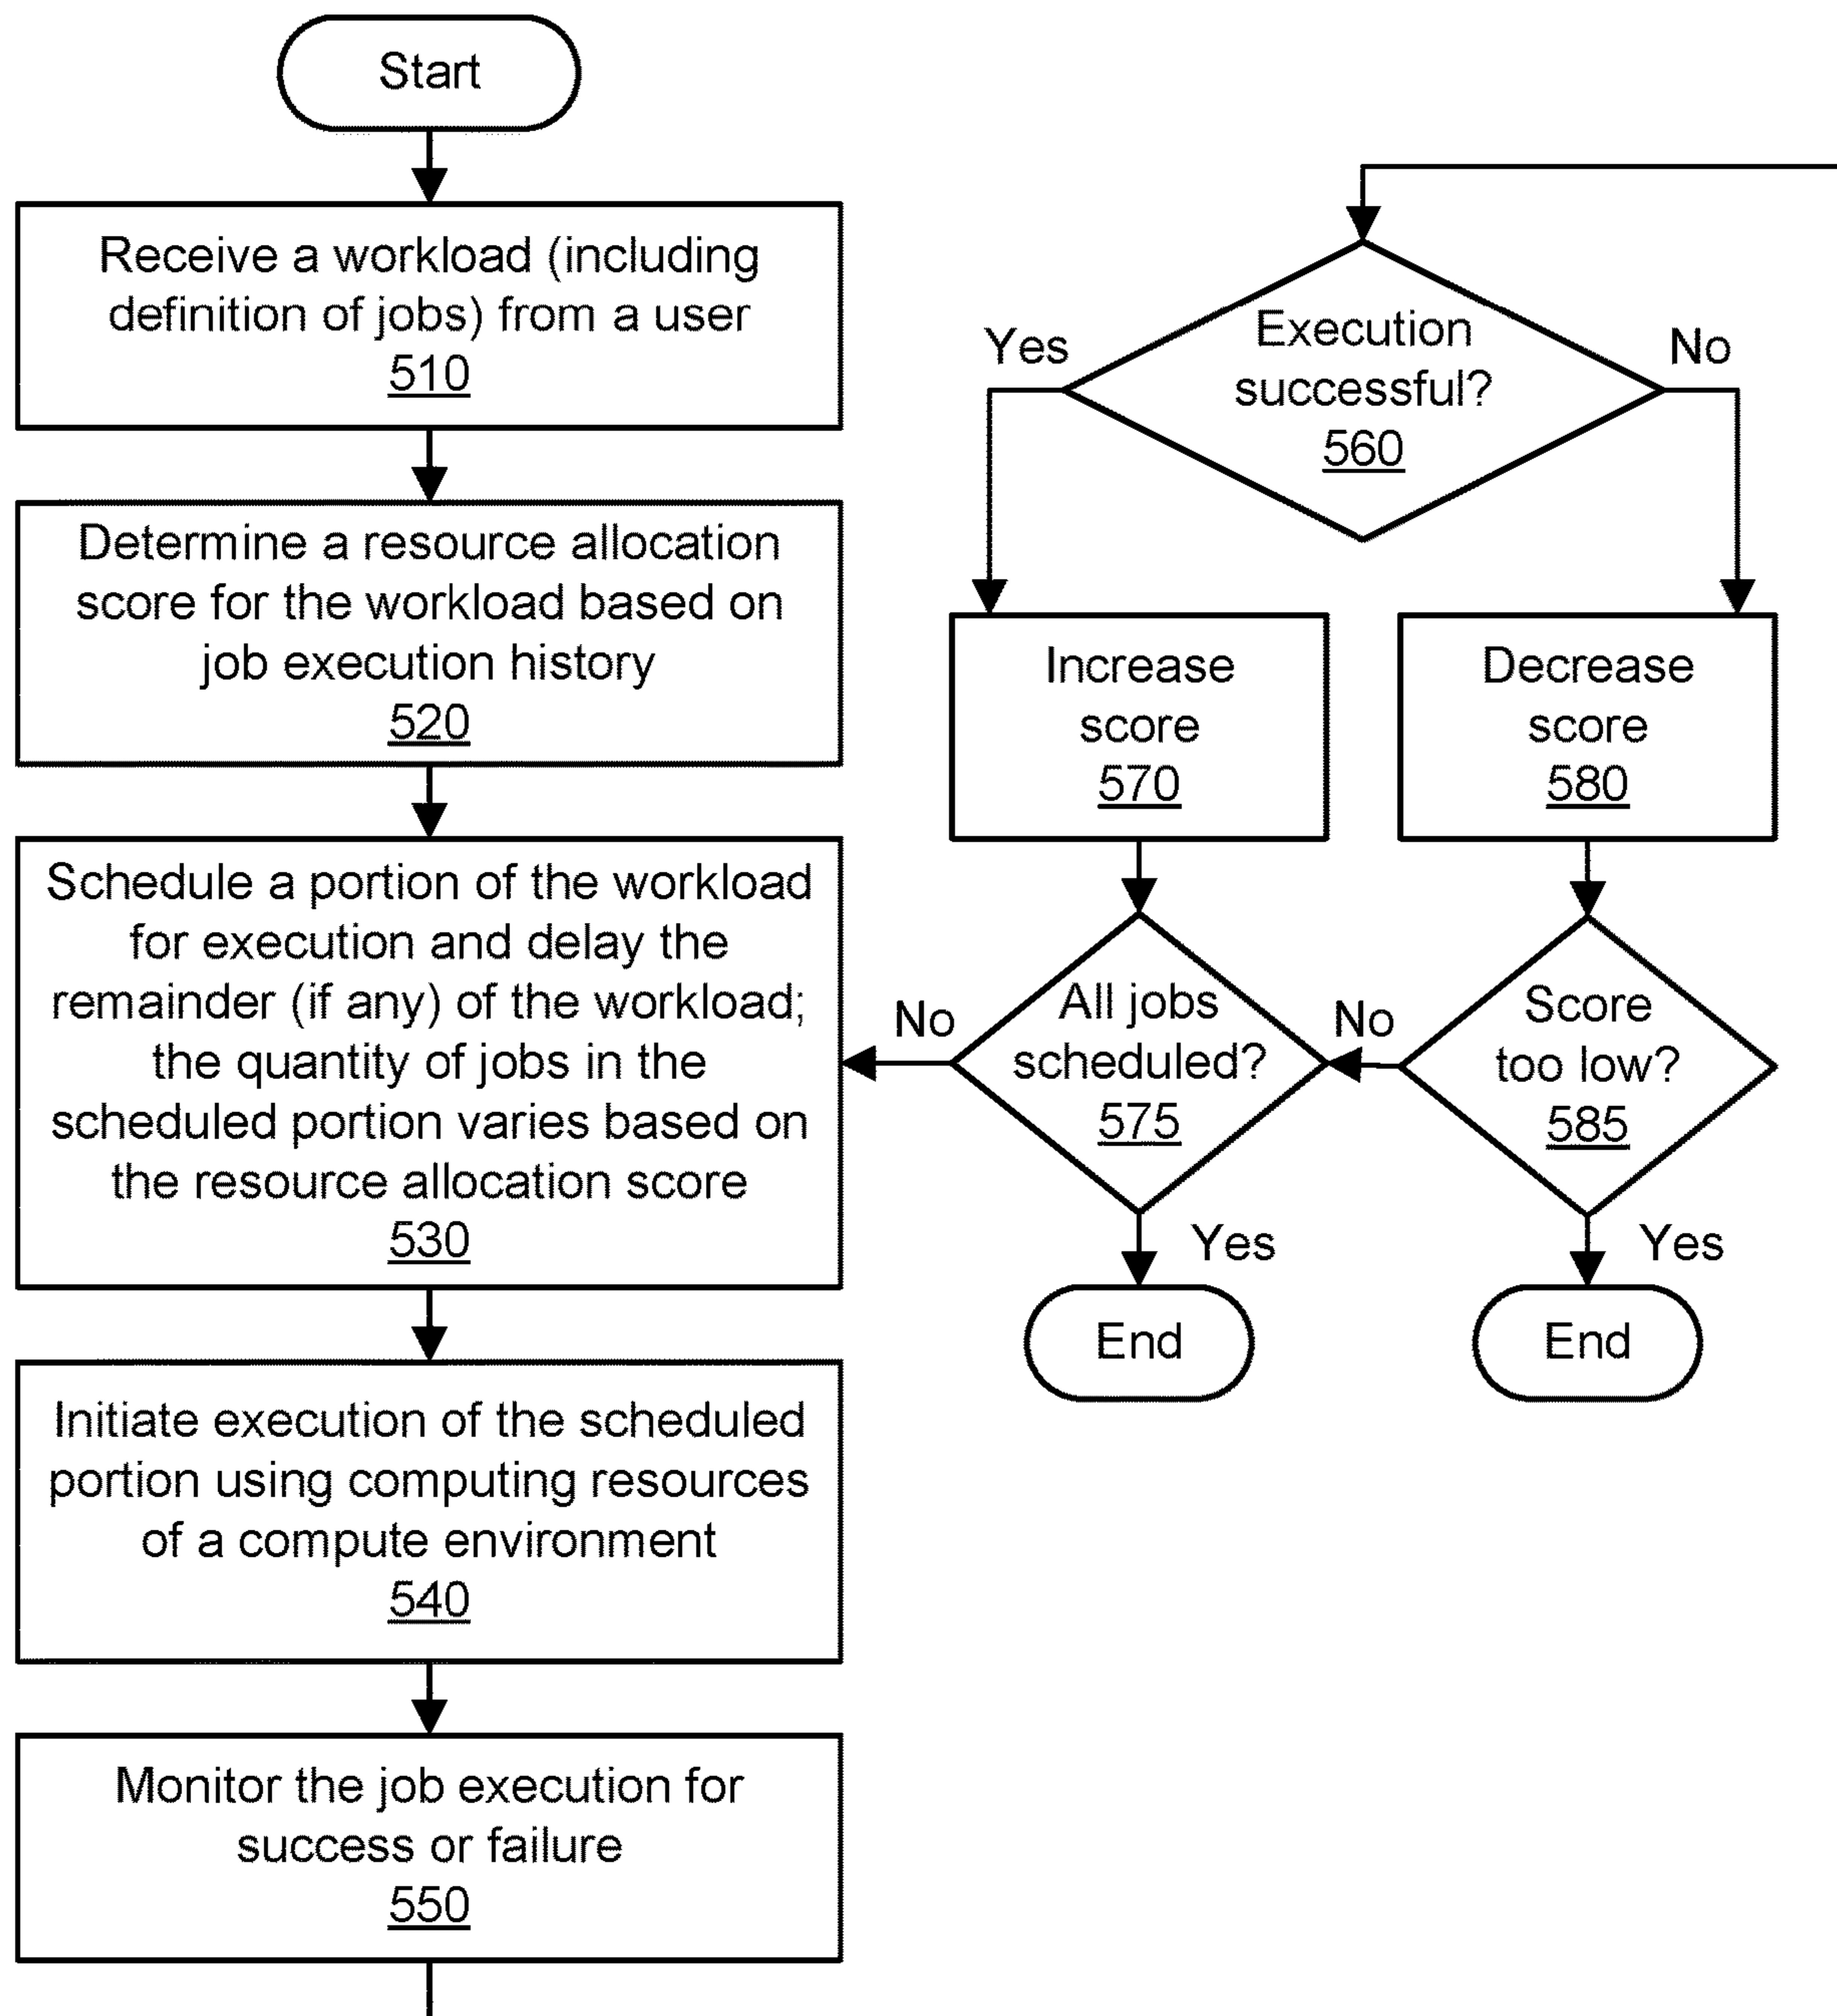 Start
Receive a workload (including
definition of jobs) from a user
510
Determine a resource allocation
score for the workload based on
job execution history
520
Schedule a portion of the workload
for execution and delay the
remainder (if any) of the workload;
the quantity of jobs in the
scheduled portion varies based on
the resource allocation score
530
Initiate execution of the scheduled
portion using computing resources
of a compute environment
540
Monitor the job execution for
success or failure
550
Execution
successful?
560
Yes
No
Increase
score
570
Decrease
score
580
All jobs
scheduled?
575
No
Yes
End
Score
too low?
585
No
Yes
End